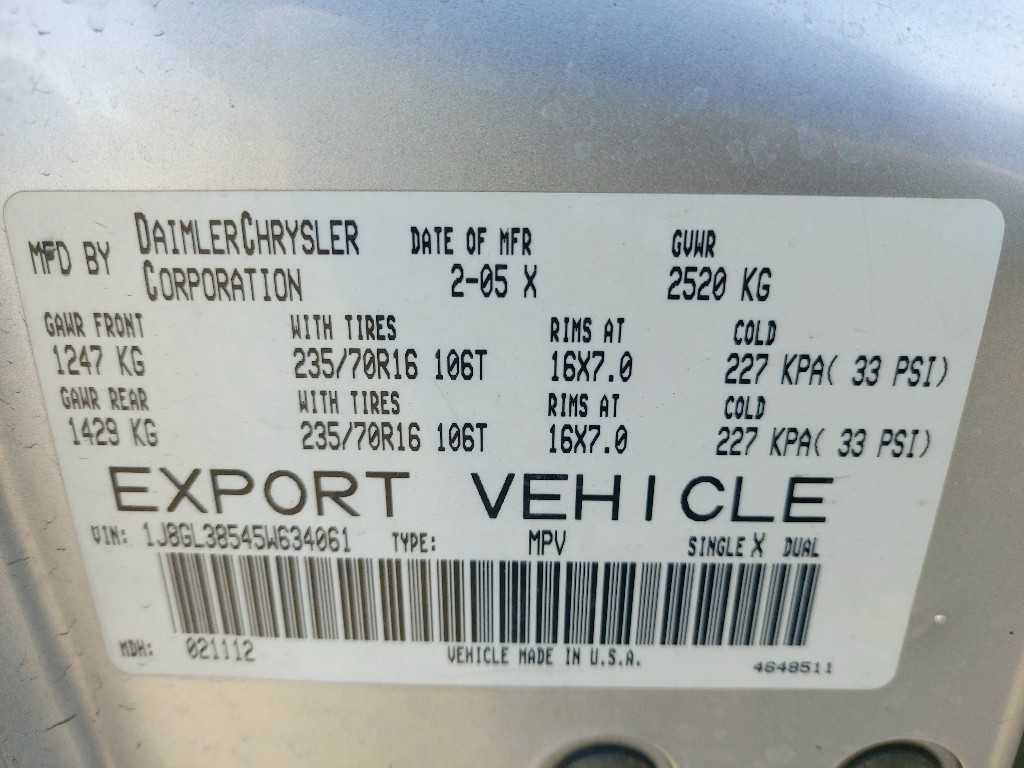 MFD BY DAIMLERCHRYSLER CORPORATION DATE OF MFR 2-05 X GVWR 2520 KG
GAWR FRONT WITH TIRES RIMS AT COLD
1247 KG 235/70R16 106T 16X7.0 227 KPA( 33 PSI)
GAWR REAR WITH TIRES RIMS AT COLD
1429 KG 235/70R16 106T 16X7.0 227 KPA( 33 PSI)
EXPORT VEHICLE
VIN: 1J8GL38545W634061 TYPE: MPV SINGLE X DUAL
MDH: 021112 VEHICLE MADE IN U.S.A. 4648511